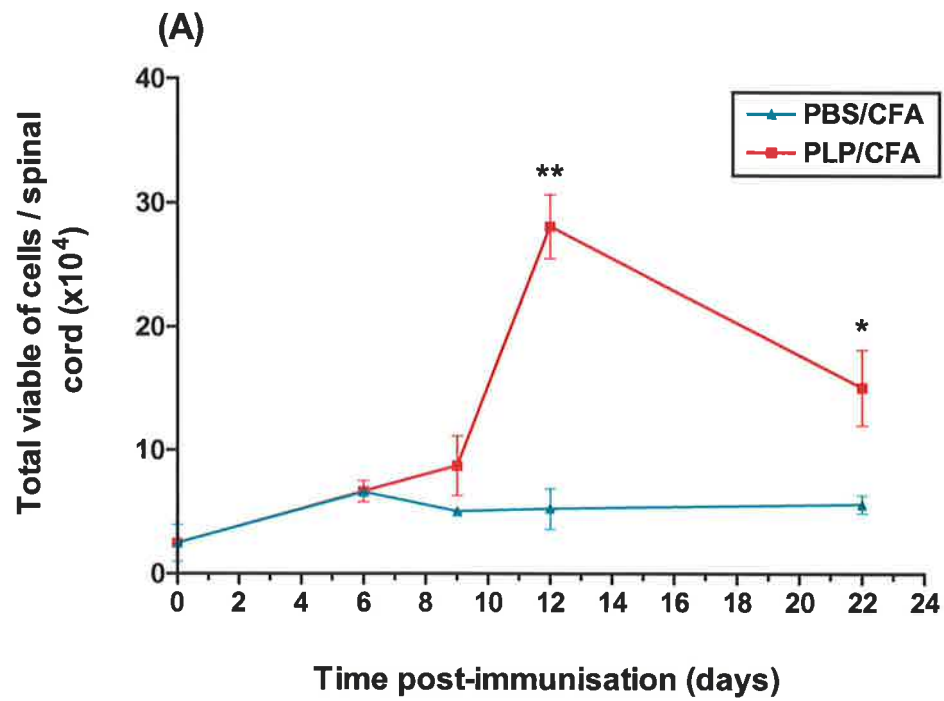 (A)
40
30
20
10
0
Total viable of cells / spinal
cord (x10⁴)
PBS/CFA
PLP/CFA
**
*
0 2 4 6 8 10 12 14 16 18 20 22 24
Time post-immunisation (days)